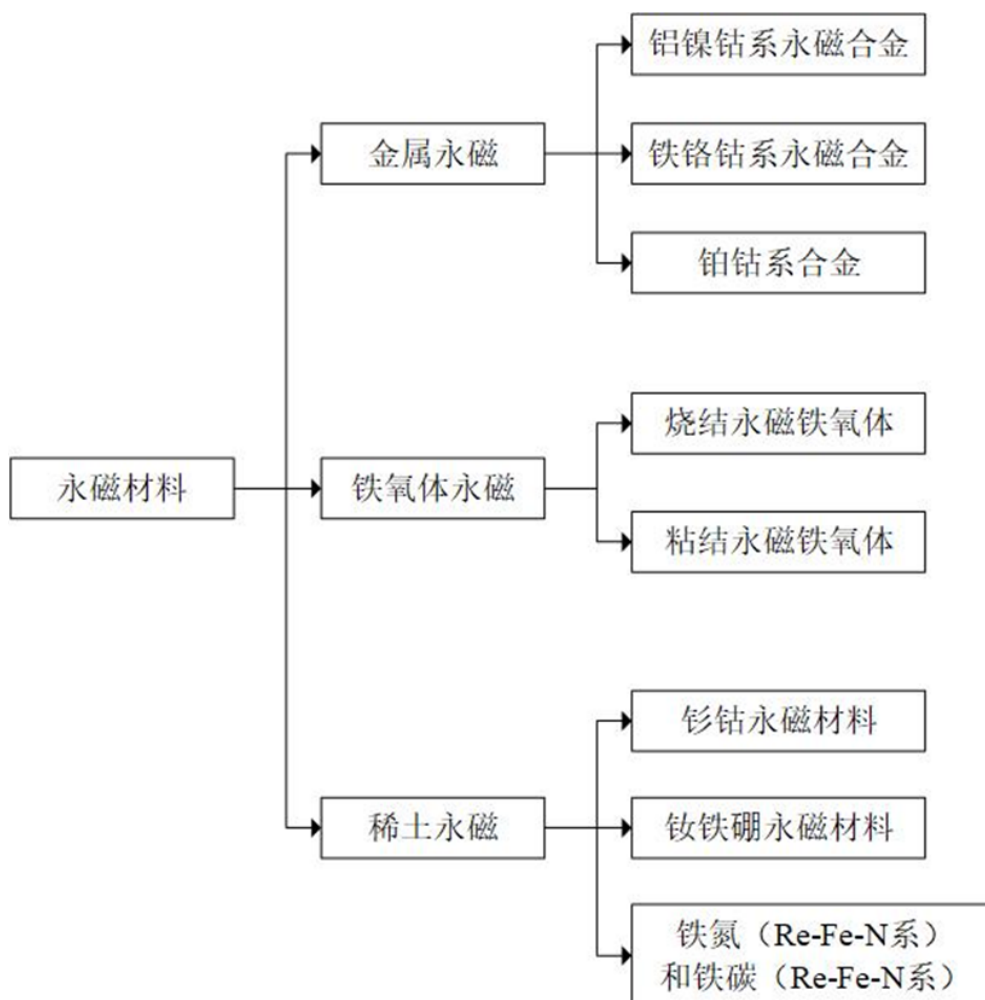 铝镍钴系永磁合金
金属永磁
铁铬钴系永磁合金
铂钴系合金
烧结永磁铁氧体
永磁材料
铁氧体永磁
粘结永磁铁氧体
钐钴永磁材料
稀土永磁
钕铁硼永磁材料
铁氮（Re-Fe-N系）
和铁碳（Re-Fe-N系）